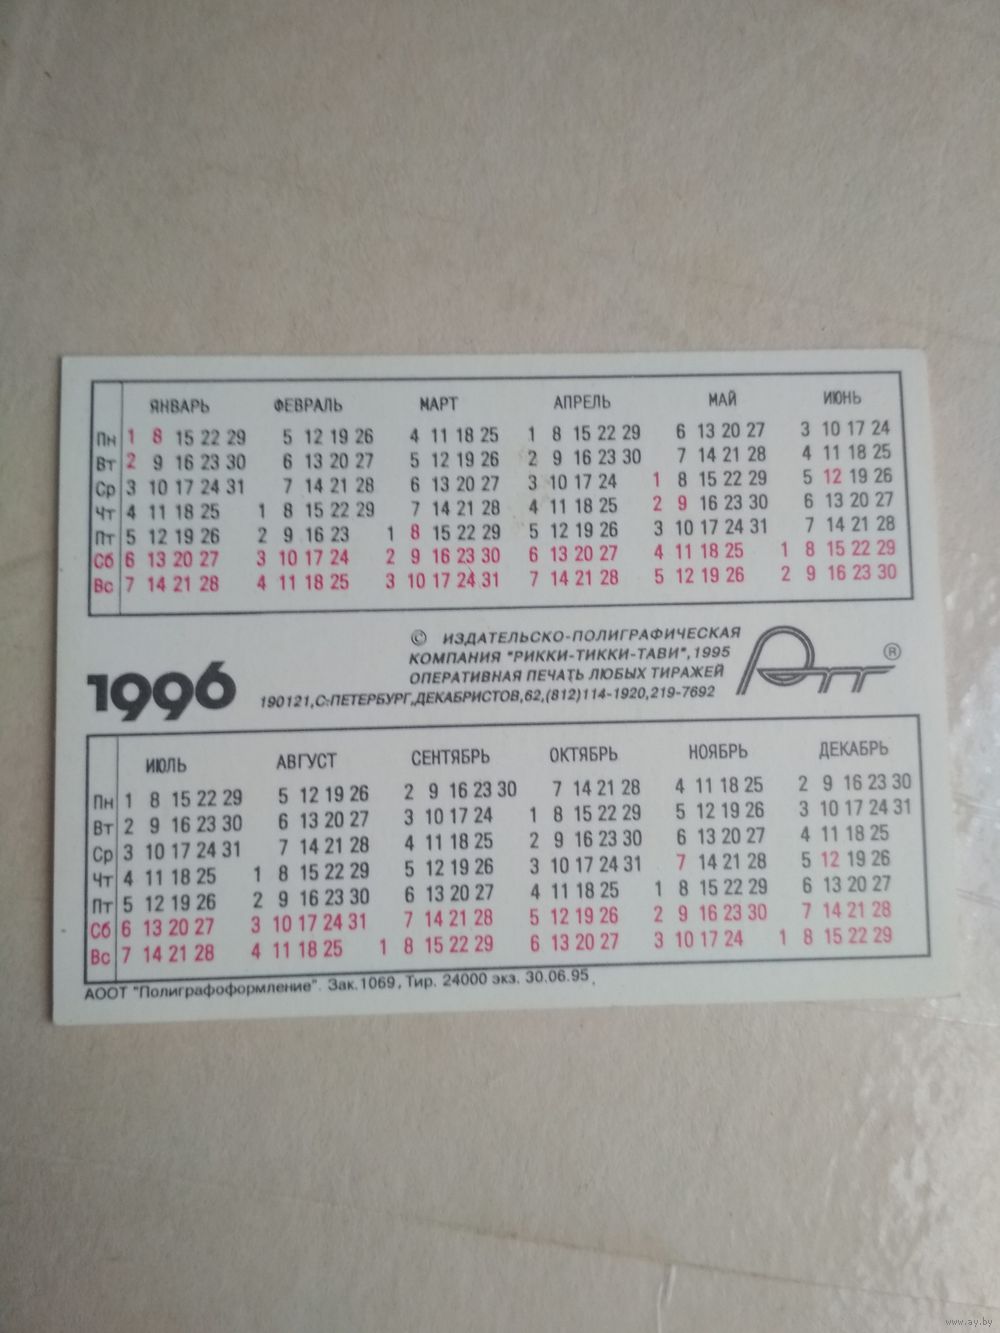 ЯНВАРЬ ФЕВРАЛЬ МАРТ АПРЕЛЬ МАЙ ИЮНЬ
Пн 1 8 15 22 29 5 12 19 26 4 11 18 25 1 8 15 22 29 6 13 20 27 3 10 17 24
Вт 2 9 16 23 30 6 13 20 27 5 12 19 26 2 9 16 23 30 7 14 21 28 4 11 18 25
Ср 3 10 17 24 31 7 14 21 28 6 13 20 27 3 10 17 24 1 8 15 22 29 5 12 19 26
Чт 4 11 18 25 1 8 15 22 29 7 14 21 28 4 11 18 25 2 9 16 23 30 6 13 20 27
Пт 5 12 19 26 2 9 16 23 1 8 15 22 29 5 12 19 26 3 10 17 24 31 7 14 21 28
Сб 6 13 20 27 3 10 17 24 2 9 16 23 30 6 13 20 27 4 11 18 25 1 8 15 22 29
Вс 7 14 21 28 4 11 18 25 3 10 17 24 31 7 14 21 28 5 12 19 26 2 9 16 23 30
1996
© ИЗДАТЕЛЬСКО-ПОЛИГРАФИЧЕСКАЯ
КОМПАНИЯ "РИККИ-ТИККИ-ТАВИ", 1995
ОПЕРАТИВНАЯ ПЕЧАТЬ ЛЮБЫХ ТИРАЖЕЙ
190121, С.-ПЕТЕРБУРГ, ДЕКАБРИСТОВ, 62, (812)114-1920, 219-7692
РТТ ®
ИЮЛЬ АВГУСТ СЕНТЯБРЬ ОКТЯБРЬ НОЯБРЬ ДЕКАБРЬ
Пн 1 8 15 22 29 5 12 19 26 2 9 16 23 30 7 14 21 28 4 11 18 25 2 9 16 23 30
Вт 2 9 16 23 30 6 13 20 27 3 10 17 24 1 8 15 22 29 5 12 19 26 3 10 17 24 31
Ср 3 10 17 24 31 7 14 21 28 4 11 18 25 2 9 16 23 30 6 13 20 27 4 11 18 25
Чт 4 11 18 25 1 8 15 22 29 5 12 19 26 3 10 17 24 31 7 14 21 28 5 12 19 26
Пт 5 12 19 26 2 9 16 23 30 6 13 20 27 4 11 18 25 1 8 15 22 29 6 13 20 27
Сб 6 13 20 27 3 10 17 24 31 7 14 21 28 5 12 19 26 2 9 16 23 30 7 14 21 28
Вс 7 14 21 28 4 11 18 25 1 8 15 22 29 6 13 20 27 3 10 17 24 1 8 15 22 29
АООТ "Полиграфоформление". Зак. 1069, Тир. 24000 экз. 30.06.95.
www.ay.by